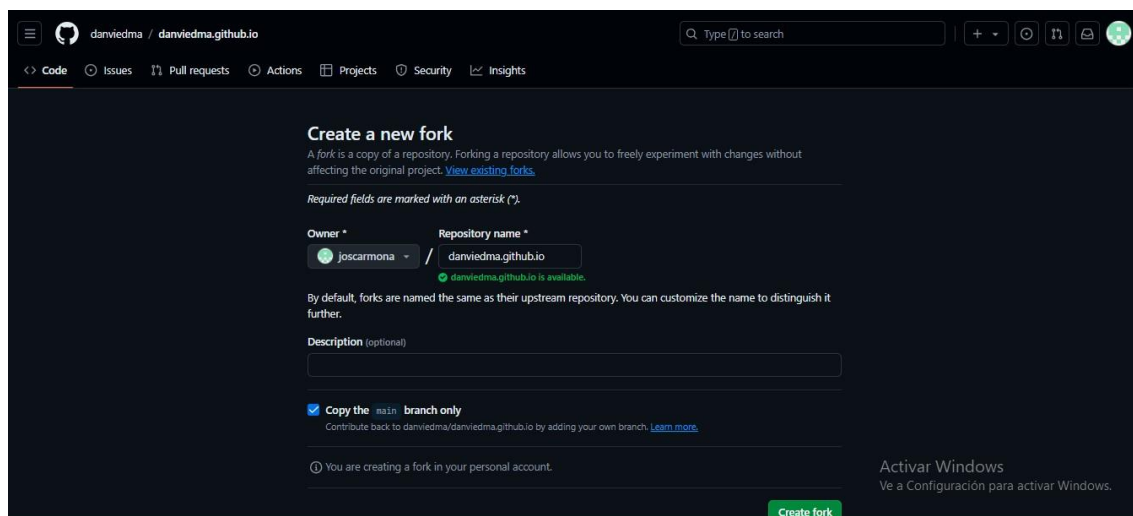 danviedma / danviedma.github.io
Type / to search
Code Issues Pull requests Actions Projects Security Insights
Create a new fork
A fork is a copy of a repository. Forking a repository allows you to freely experiment with changes without
affecting the original project. View existing forks.
Required fields are marked with an asterisk (*).
Owner * Repository name *
joscarmona / danviedma.github.io
danviedma.github.io is available.
By default, forks are named the same as their upstream repository. You can customize the name to distinguish it
further.
Description (optional)
Copy the main branch only
Contribute back to danviedma/danviedma.github.io by adding your own branch. Learn more.
You are creating a fork in your personal account.
Activar Windows
Ve a Configuración para activar Windows.
Create fork